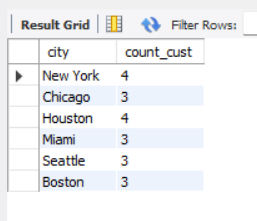 Result Grid Filter Rows:
city count_cust
New York 4
Chicago 3
Houston 4
Miami 3
Seattle 3
Boston 3